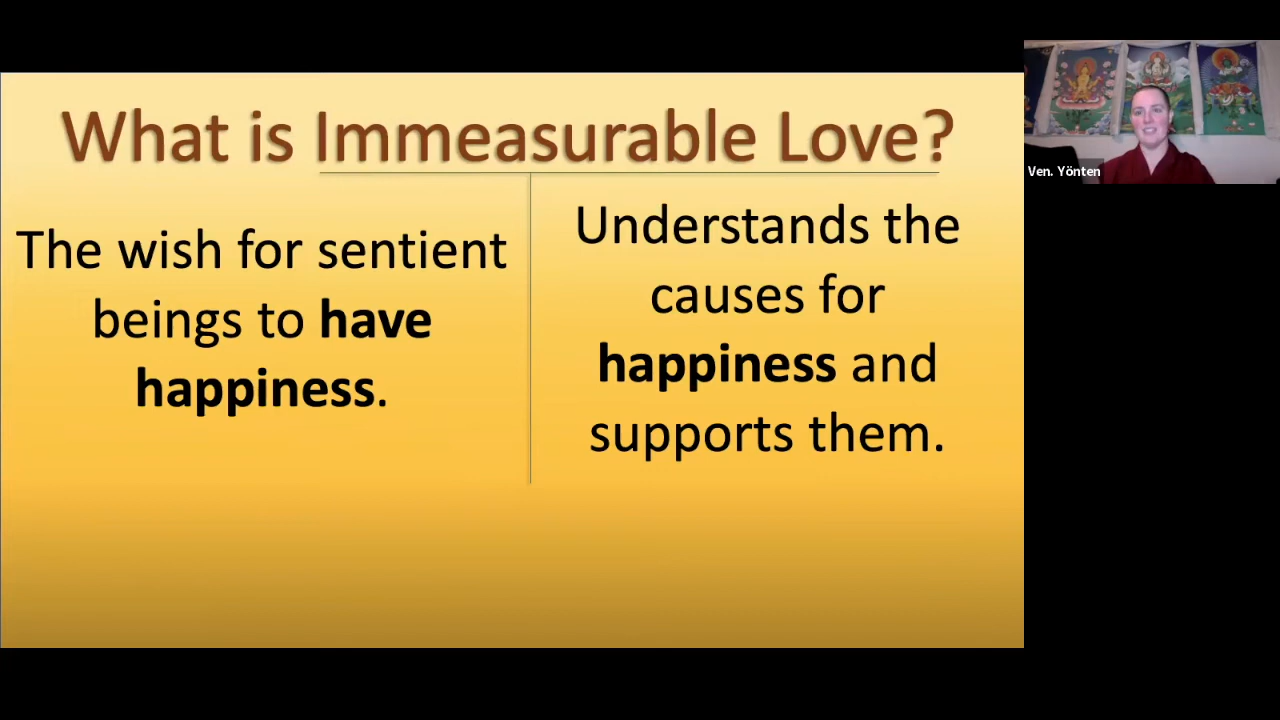 What is Immeasurable Love?
The wish for sentient
beings to have
happiness.
Understands the
causes for
happiness and
supports them.
Ven. Yönten